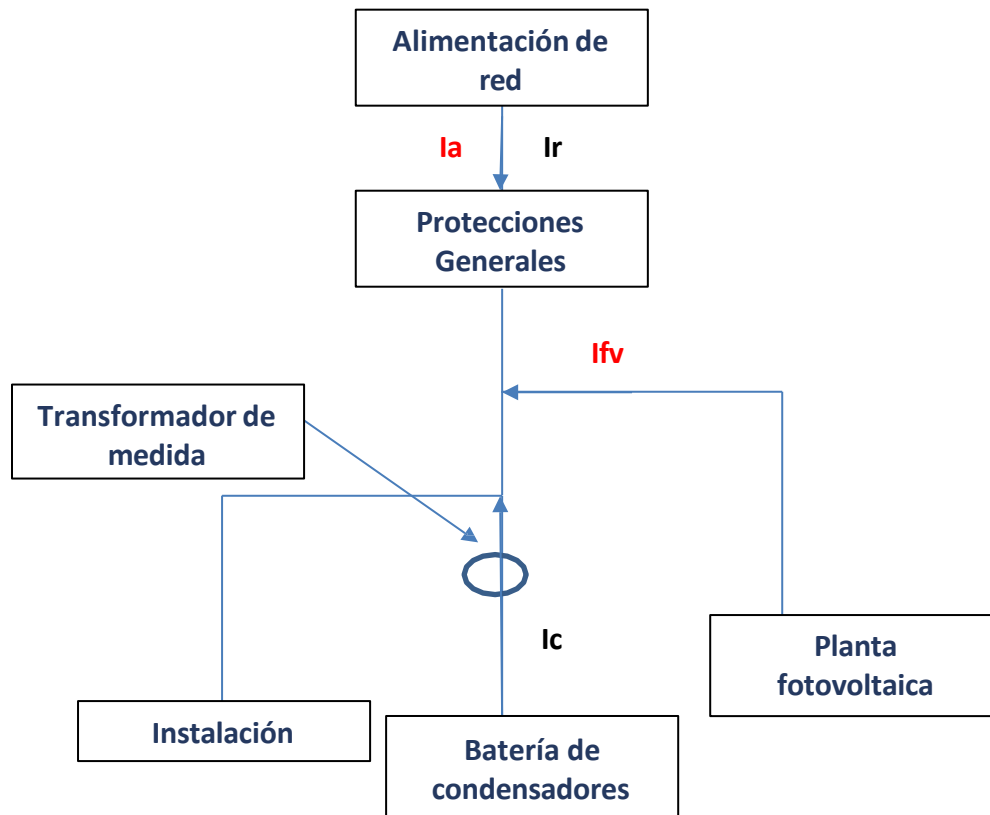 Alimentación de
red
Ia Ir
Protecciones
Generales
Ifv
Transformador de
medida
Ic
Planta
fotovoltaica
Instalación
Batería de
condensadores